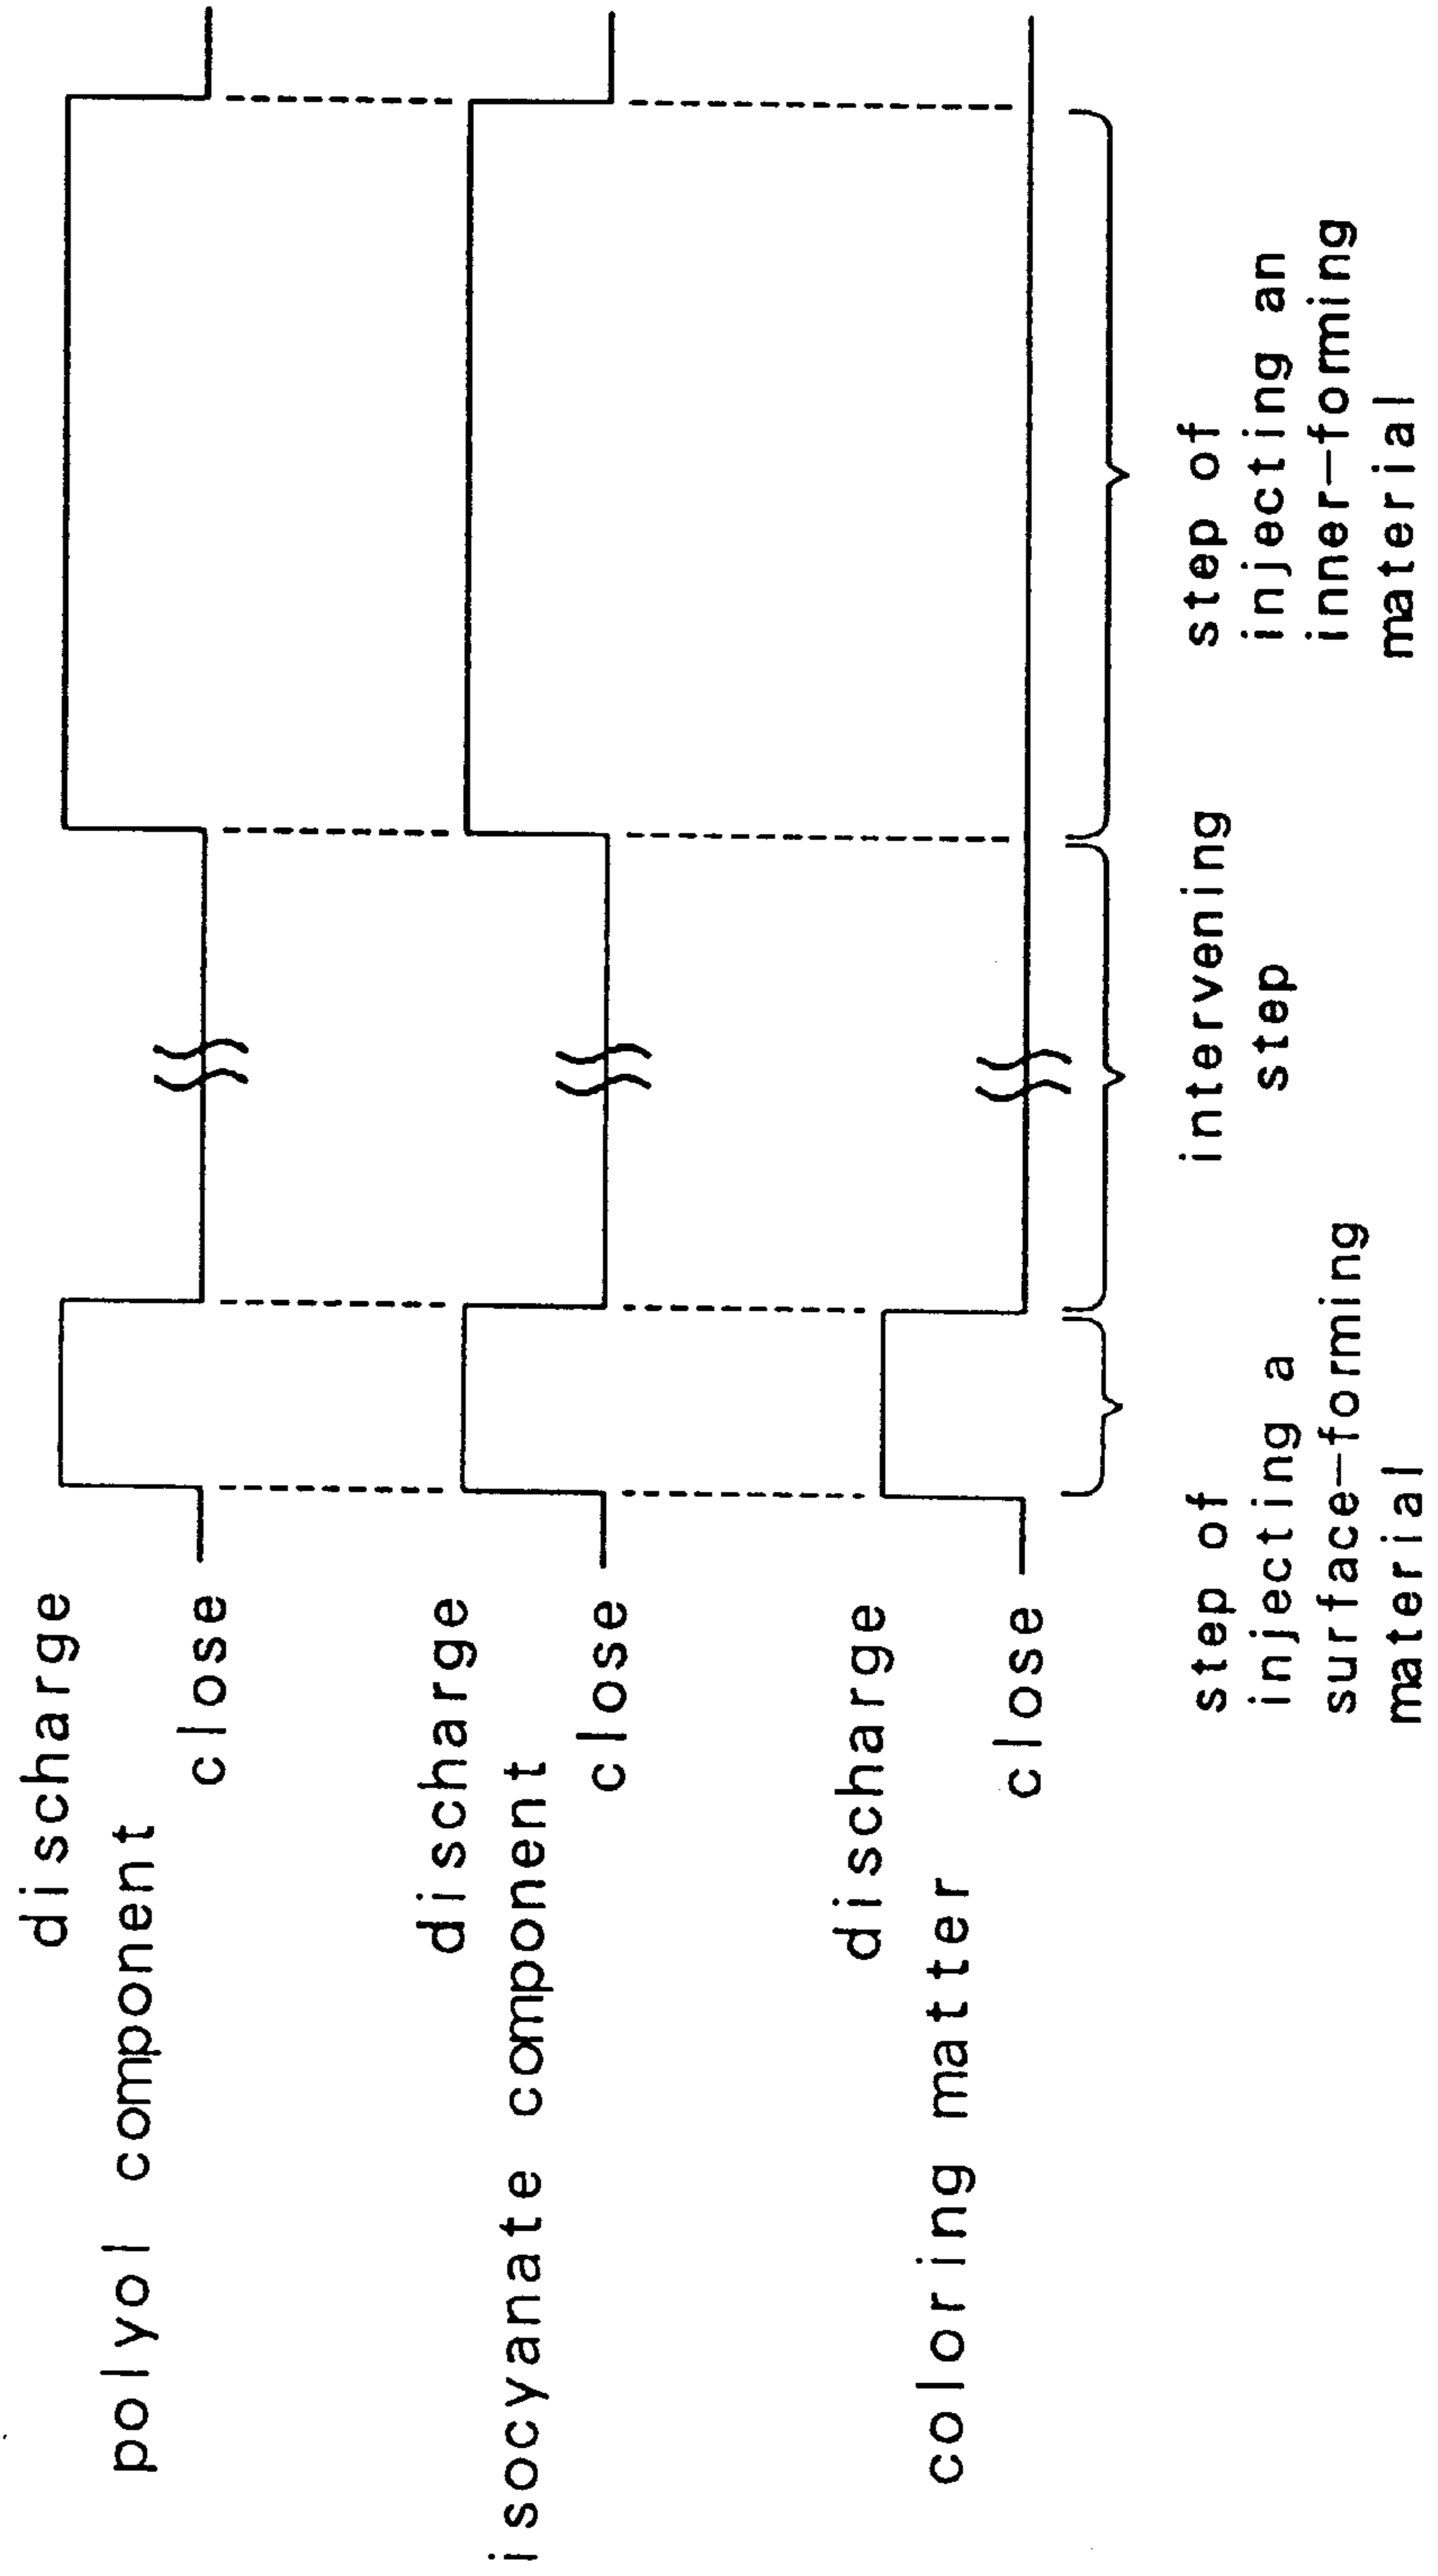 discharge
polyol component
close
discharge
isocyanate component
close
discharge
coloring matter
close
step of
injecting a
surface-forming
material
intervening
step
step of
injecting an
inner-forming
material